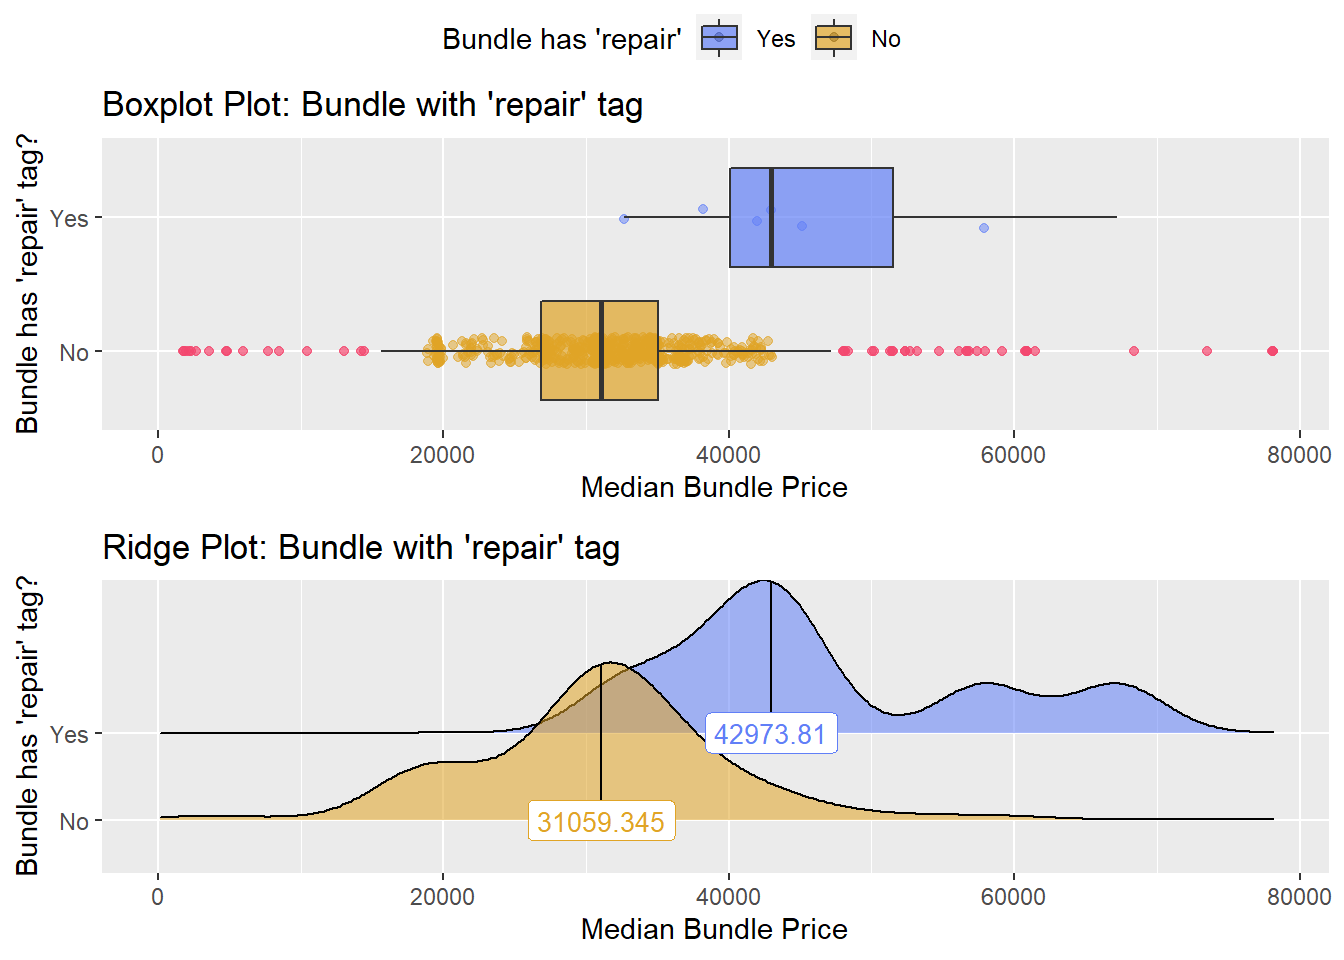 Bundle has 'repair' Yes No
Boxplot Plot: Bundle with 'repair' tag
Bundle has 'repair' tag?
Yes
No
0 20000 40000 60000 80000
Median Bundle Price
Ridge Plot: Bundle with 'repair' tag
Bundle has 'repair' tag?
Yes
No
42973.81
31059.345
0 20000 40000 60000 80000
Median Bundle Price